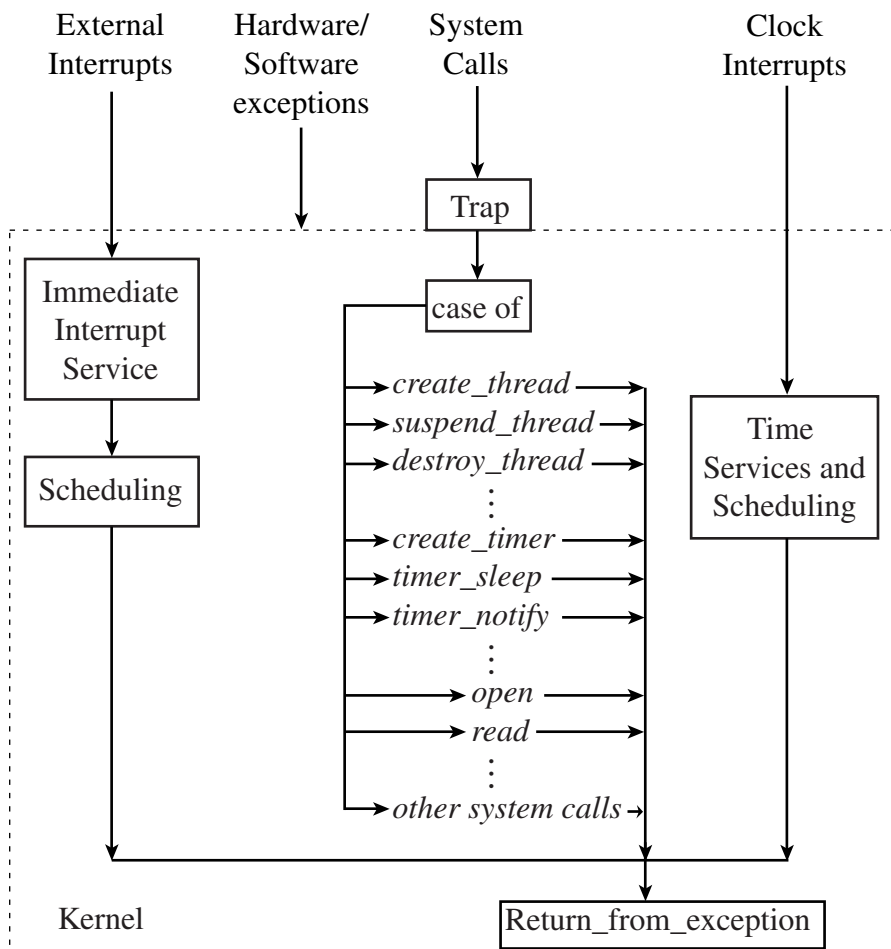 External
Interrupts
Hardware/
Software
exceptions
System
Calls
Clock
Interrupts
Trap
Immediate
Interrupt
Service
case of
create_thread
suspend_thread
destroy_thread
Scheduling
Time
Services and
Scheduling
create_timer
timer_sleep
timer_notify
open
read
other system calls
Kernel
Return_from_exception